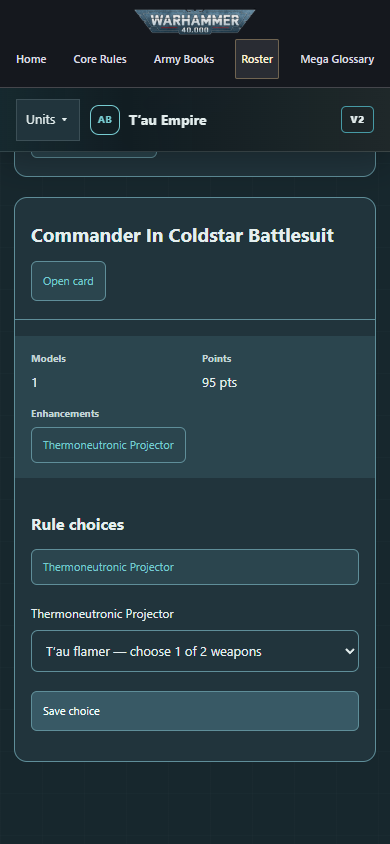 WARHAMMER
40,000
Home Core Rules Army Books Roster Mega Glossary
Units AB T'au Empire V2
Commander In Coldstar Battlesuit
Open card
Models Points
1 95 pts
Enhancements
Thermoneutronic Projector
Rule choices
Thermoneutronic Projector
Thermoneutronic Projector
T'au flamer — choose 1 of 2 weapons
Save choice